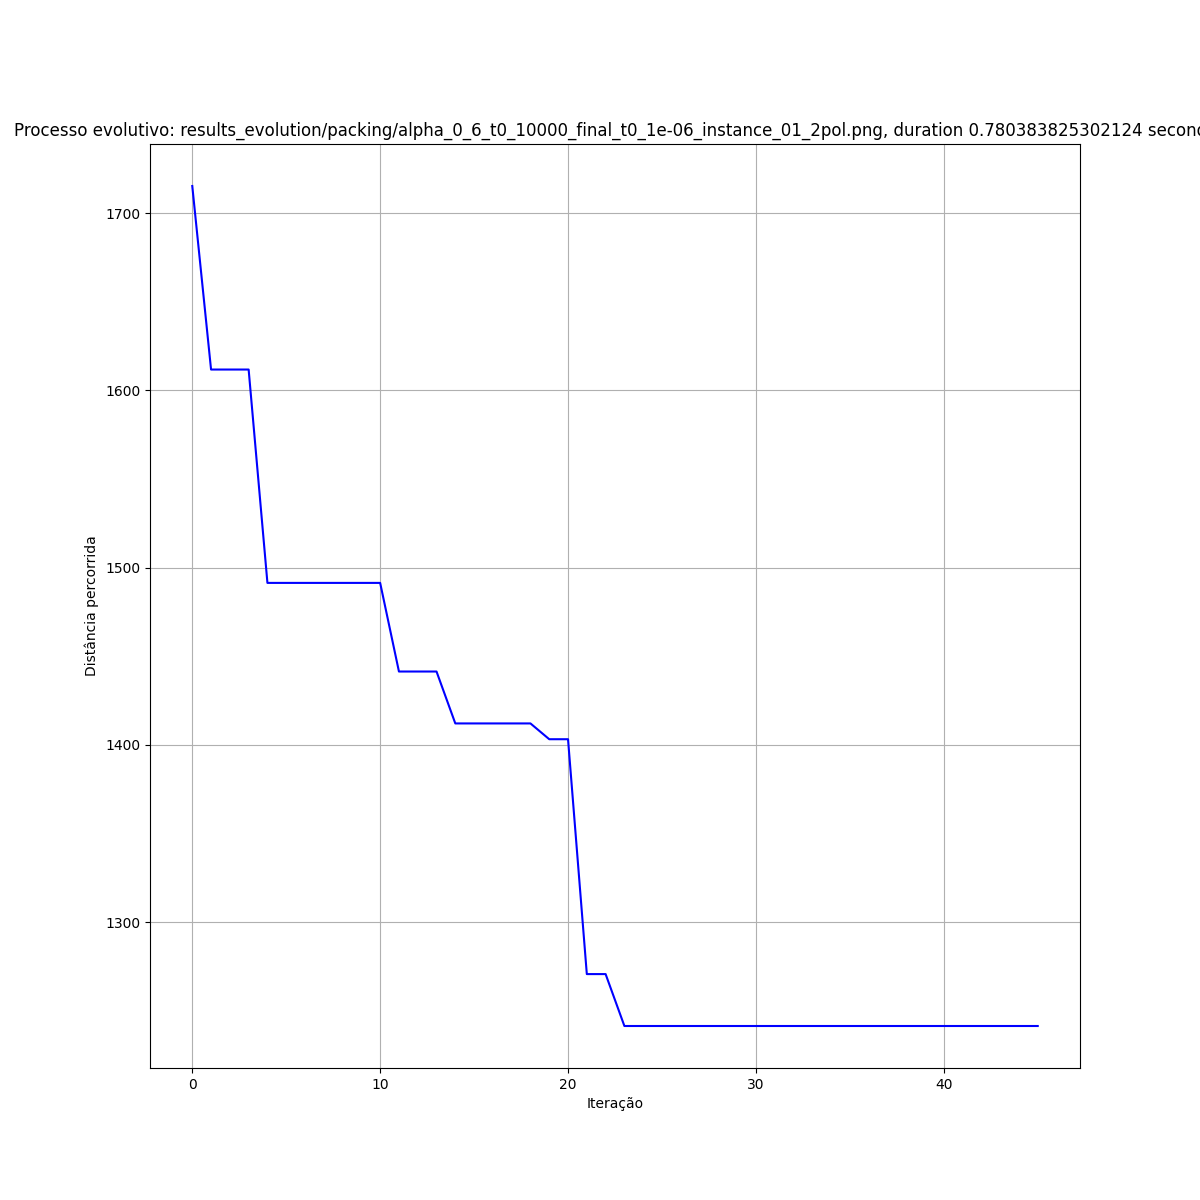 Processo evolutivo: results_evolution/packing/alpha_0_6_t0_10000_final_t0_1e-06_instance_01_2pol.png, duration 0.780383825302124
1700
1600
1500
1400
1300
Distância percorrida
0 10 20 30 40
Iteração